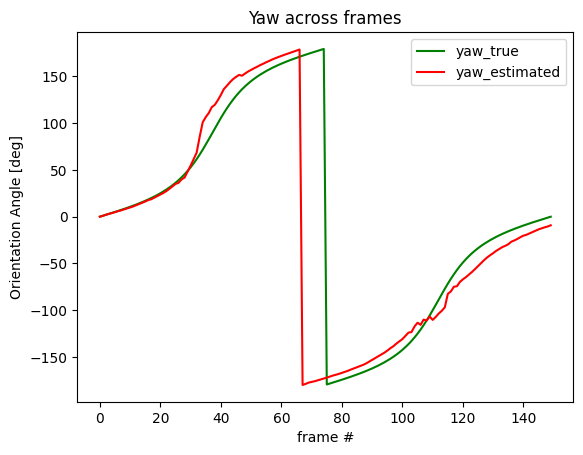 Yaw across frames
yaw_true
yaw_estimated
Orientation Angle [deg]
150
100
50
0
−50
−100
−150
0 20 40 60 80 100 120 140
frame #